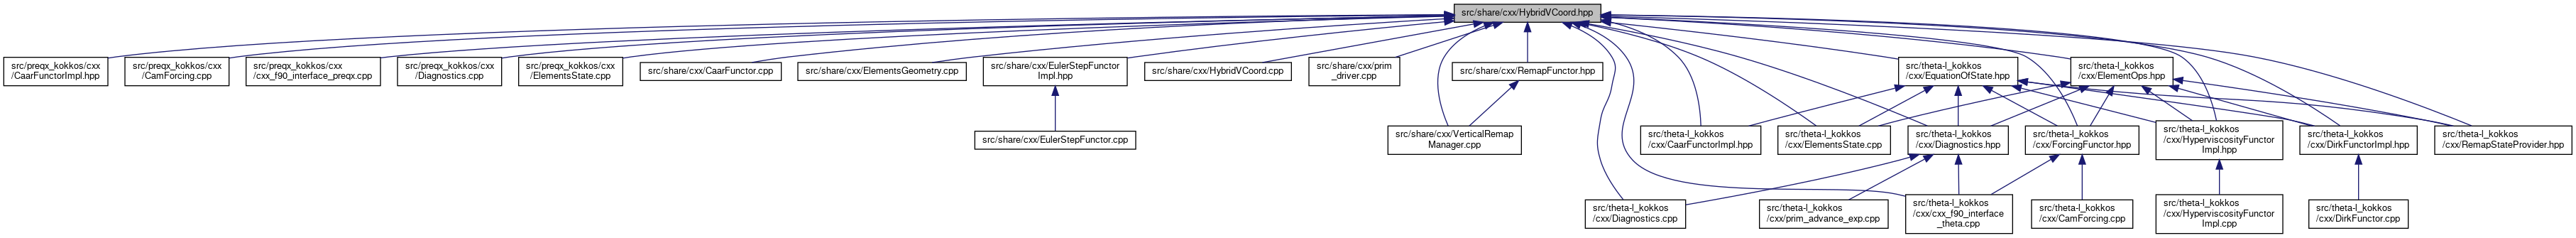 src/share/cxx/HybridVCoord.hpp
src/preqx_kokkos/cxx
/CaarFunctorImpl.hpp
src/preqx_kokkos/cxx
/CamForcing.cpp
src/preqx_kokkos/cxx
/cxx_f90_interface_preqx.cpp
src/preqx_kokkos/cxx
/Diagnostics.cpp
src/preqx_kokkos/cxx
/ElementsState.cpp
src/share/cxx/CaarFunctor.cpp
src/share/cxx/ElementsGeometry.cpp
src/share/cxx/EulerStepFunctor
Impl.hpp
src/share/cxx/HybridVCoord.cpp
src/share/cxx/prim
_driver.cpp
src/share/cxx/RemapFunctor.hpp
src/theta-l_kokkos
/cxx/EquationOfState.hpp
src/theta-l_kokkos
/cxx/ElementOps.hpp
src/share/cxx/EulerStepFunctor.cpp
src/share/cxx/VerticalRemap
Manager.cpp
src/theta-l_kokkos
/cxx/CaarFunctorImpl.hpp
src/theta-l_kokkos
/cxx/ElementsState.cpp
src/theta-l_kokkos
/cxx/Diagnostics.hpp
src/theta-l_kokkos
/cxx/ForcingFunctor.hpp
src/theta-l_kokkos
/cxx/HyperviscosityFunctor
Impl.hpp
src/theta-l_kokkos
/cxx/DirkFunctorImpl.hpp
src/theta-l_kokkos
/cxx/RemapStateProvider.hpp
src/theta-l_kokkos
/cxx/Diagnostics.cpp
src/theta-l_kokkos
/cxx/prim_advance_exp.cpp
src/theta-l_kokkos
/cxx/cxx_f90_interface
_theta.cpp
src/theta-l_kokkos
/cxx/CamForcing.cpp
src/theta-l_kokkos
/cxx/HyperviscosityFunctor
Impl.cpp
src/theta-l_kokkos
/cxx/DirkFunctor.cpp